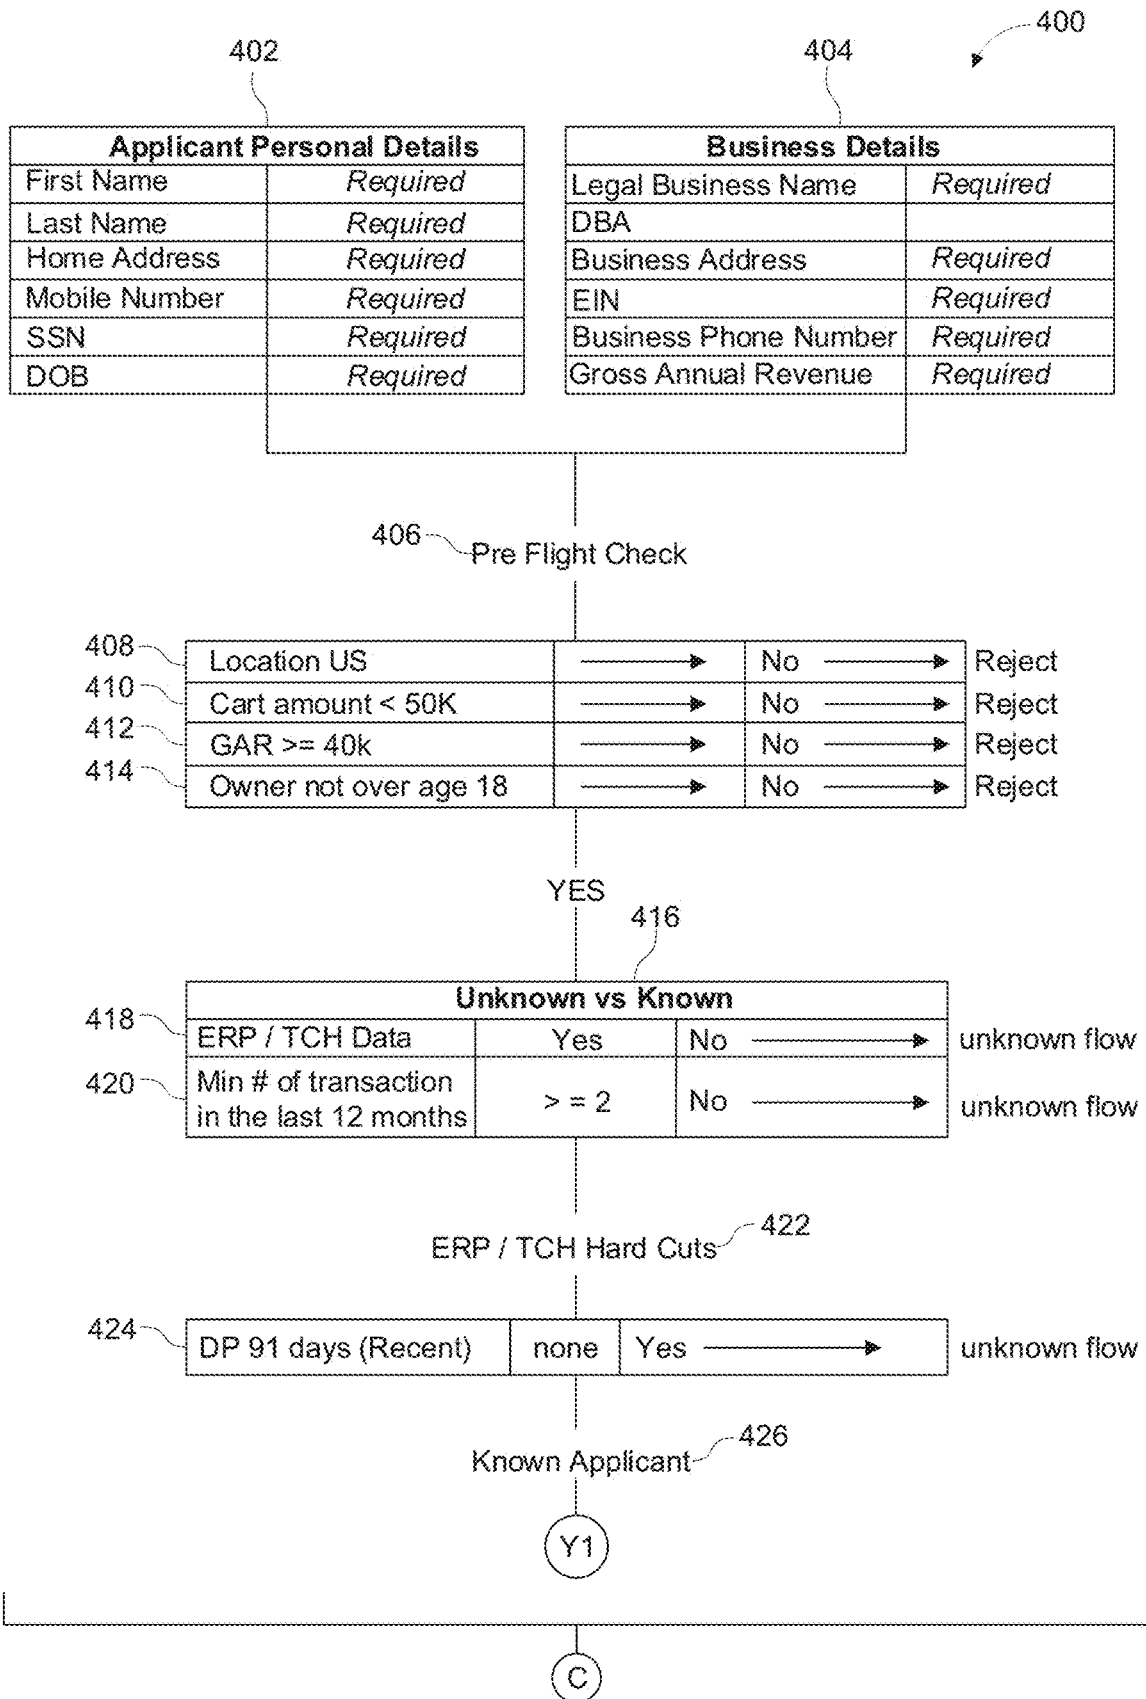 400
402
404
Applicant Personal Details
First Name Required
Last Name Required
Home Address Required
Mobile Number Required
SSN Required
DOB Required
Business Details
Legal Business Name Required
DBA
Business Address Required
EIN Required
Business Phone Number Required
Gross Annual Revenue Required
406
Pre Flight Check
408 Location US No Reject
410 Cart amount < 50K No Reject
412 GAR >= 40k No Reject
414 Owner not over age 18 No Reject
YES
416
Unknown vs Known
418 ERP / TCH Data Yes No unknown flow
420 Min # of transaction
in the last 12 months > = 2 No unknown flow
422
ERP / TCH Hard Cuts
424 DP 91 days (Recent) none Yes unknown flow
426
Known Applicant
Y1
C